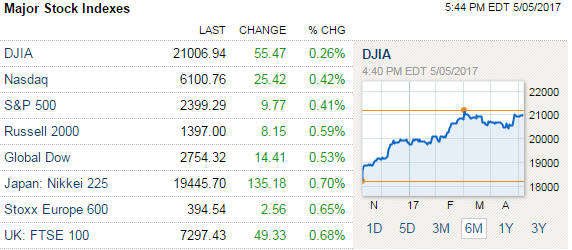 Major Stock Indexes 5:44 PM EDT 5/05/2017
LAST CHANGE % CHG
DJIA 21006.94 55.47 0.26%
Nasdaq 6100.76 25.42 0.42%
S&P 500 2399.29 9.77 0.41%
Russell 2000 1397.00 8.15 0.59%
Global Dow 2754.32 14.41 0.53%
Japan: Nikkei 225 19445.70 135.18 0.70%
Stoxx Europe 600 394.54 2.56 0.65%
UK: FTSE 100 7297.43 49.33 0.68%
DJIA
4:40 PM EDT 5/05/2017
22000
21000
20000
19000
18000
N 17 F M A
1D 5D 3M 6M 1Y 3Y